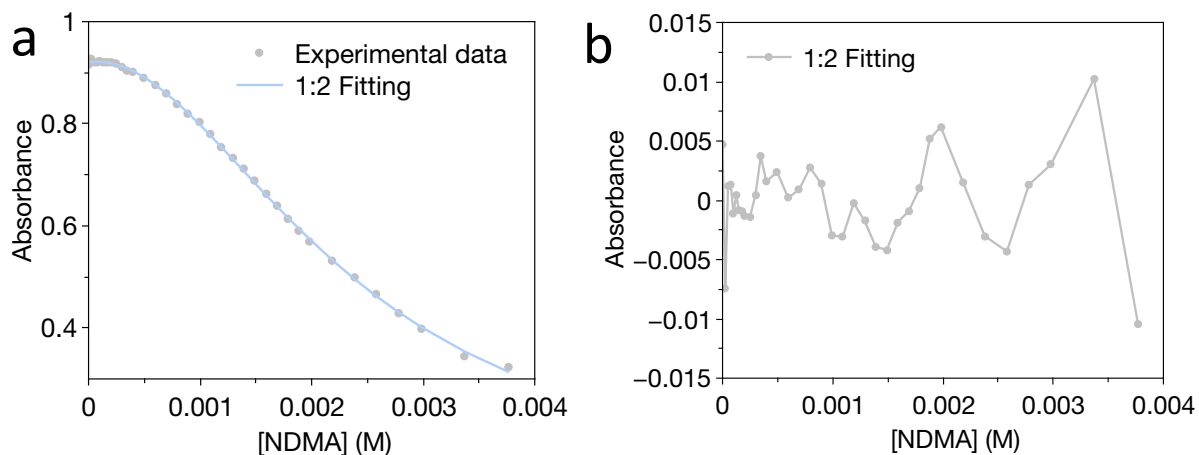 a
1
0.8
0.6
0.4
Absorbance
Experimental data
1:2 Fitting
0
0.001
0.002
0.003
0.004
[NDMA] (M)
b
0.015
0.01
0.005
0
−0.005
−0.01
−0.015
Absorbance
1:2 Fitting
0
0.001
0.002
0.003
0.004
[NDMA] (M)